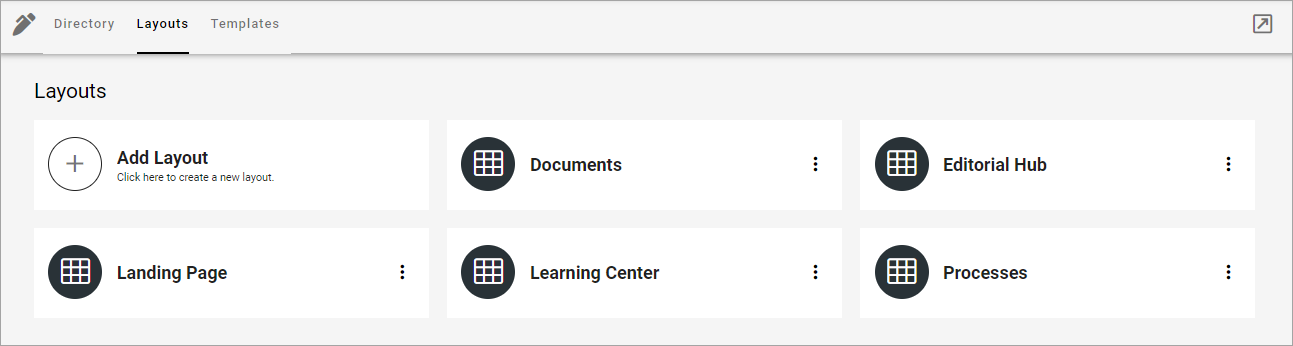 Directory Layouts Templates
Layouts
Add Layout
Click here to create a new layout.
Documents
Editorial Hub
Landing Page
Learning Center
Processes